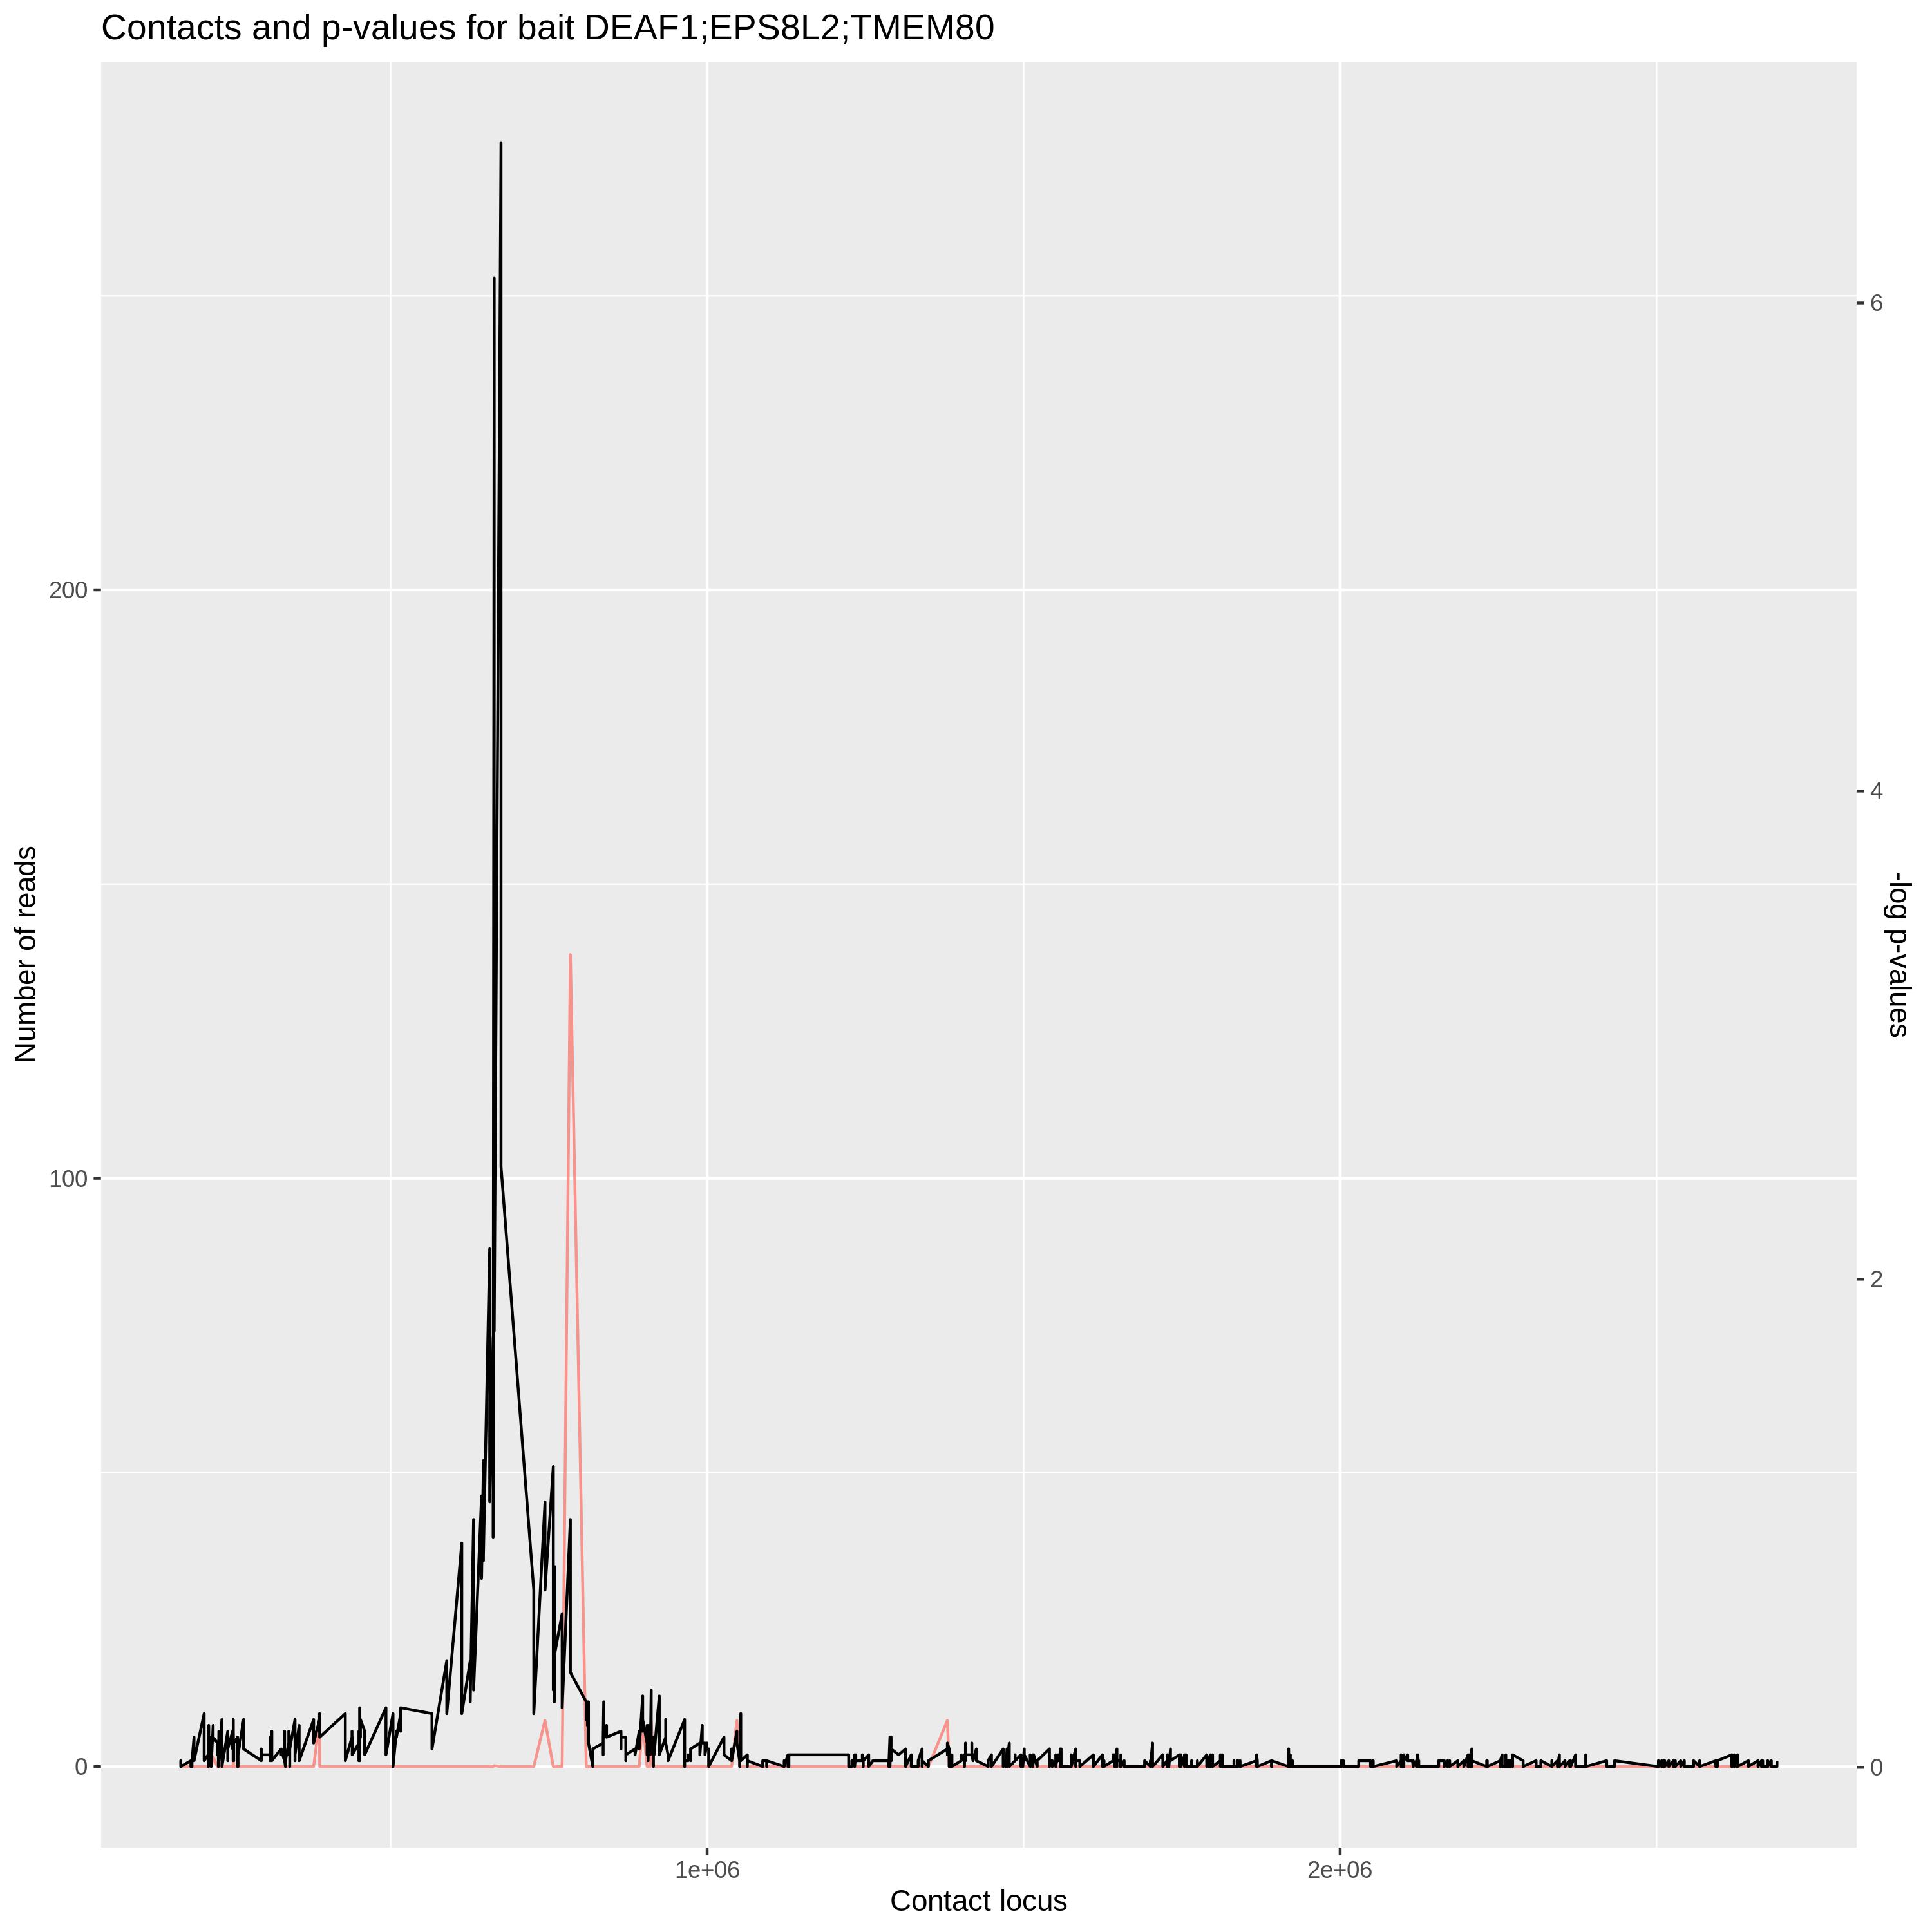 Contacts and p-values for bait DEAF1;EPS8L2;TMEM80
Number of reads
200
100
0
6
4
2
0
-log p-values
1e+06
2e+06
Contact locus